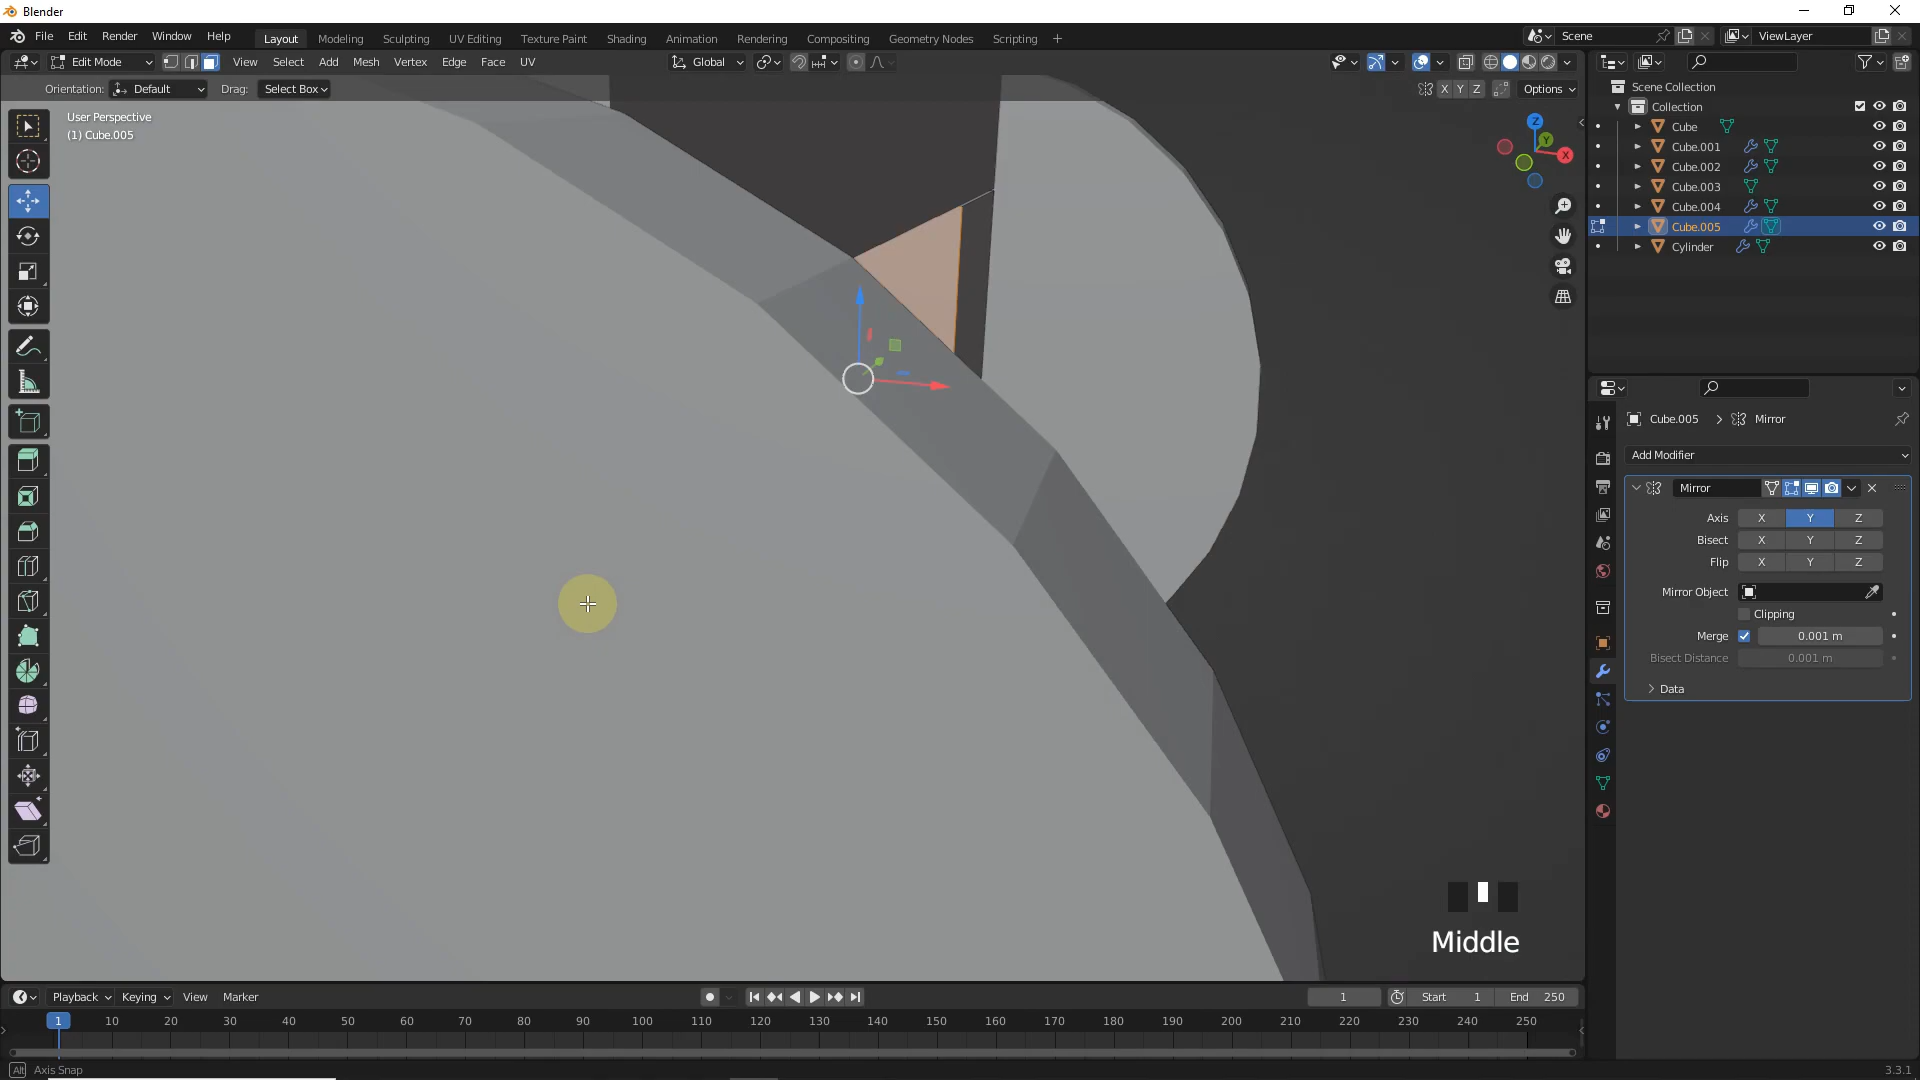 Blender
File Edit Render Window Help
Layout Modeling Sculpting UV Editing Texture Paint Shading Animation Rendering Compositing Geometry Nodes Scripting +
Scene
ViewLayer
Edit Mode View Select Add Mesh Vertex Edge Face UV
Global
Orientation: Default Drag: Select Box
X Y Z Options
User Perspective
(1) Cube.005
Z
Y
X
Scene Collection
Collection
Cube
Cube.001
Cube.002
Cube.003
Cube.004
Cube.005
Cylinder
Cube.005 > Mirror
Add Modifier
Mirror
Axis X Y Z
Bisect X Y Z
Flip X Y Z
Mirror Object
Clipping
Merge 0.001 m
Bisect Distance 0.001 m
Data
Middle
Playback Keying View Marker
1 Start 1 End 250
1 10 20 30 40 50 60 70 80 90 100 110 120 130 140 150 160 170 180 190 200 210 220 230 240 250
Alt Axis Snap
3.3.1